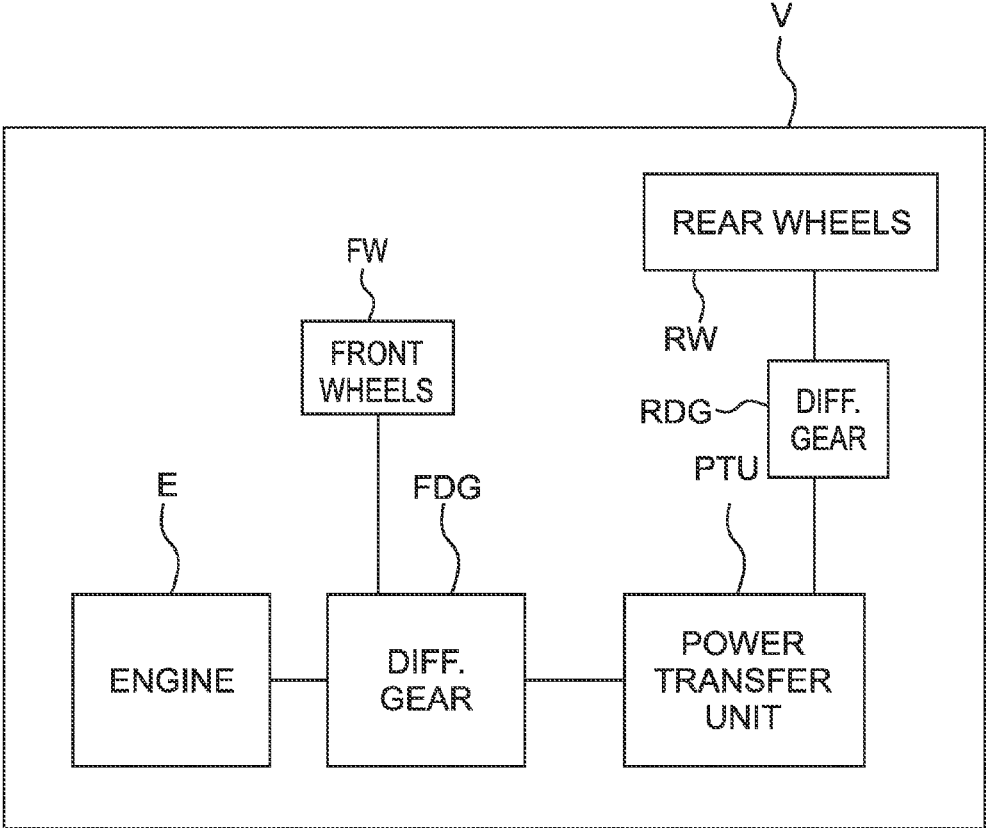 V
REAR WHEELS
RW
FW
FRONT
WHEELS
RDG
DIFF.
GEAR
PTU
E
FDG
ENGINE
DIFF.
GEAR
POWER
TRANSFER
UNIT